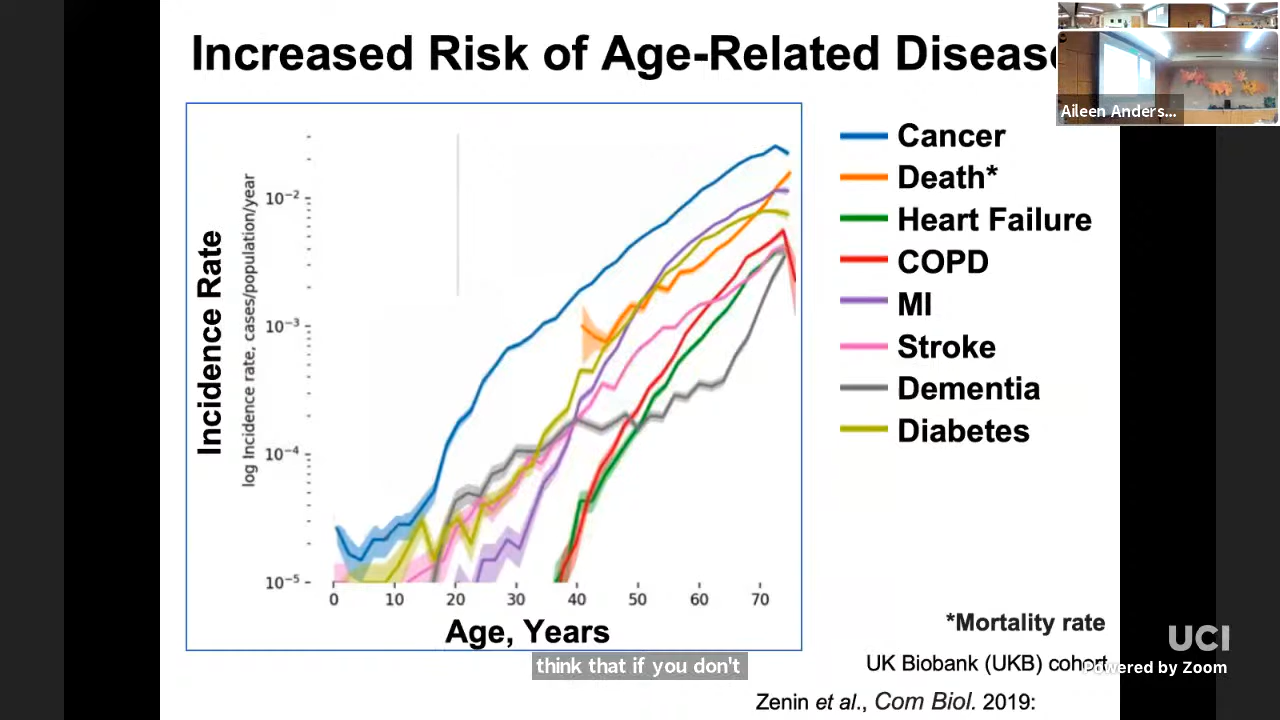 Increased Risk of Age-Related Disease
Aileen Anders...
Cancer
Death*
Heart Failure
COPD
MI
Stroke
Dementia
Diabetes
Incidence Rate
log Incidence rate, cases/population/year
10⁻²
10⁻³
10⁻⁴
10⁻⁵
0 10 20 30 40 50 60 70
Age, Years
*Mortality rate
UCI
think that if you don't
UK Biobank (UKB) cohort
Powered by Zoom
Zenin et al., Com Biol. 2019: